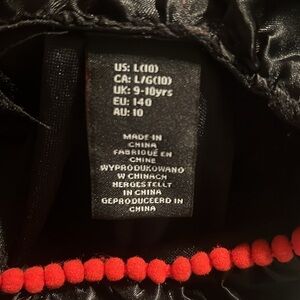 US: L(10)
CA: L/G(10)
UK: 9-10yrs
EU: 140
AU: 10
MADE IN
CHINA
FABRIQUÉ EN
CHINE
WYPRODUKOWANO
W CHINACH
HERGESTELLT
IN CHINA
GEPRODUCEERD IN
CHINA